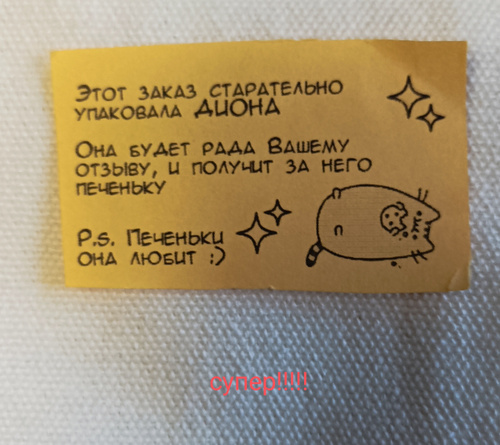 Этот заказ старательно
упаковала ДИОНА
Она будет рада Вашему
отзыву, и получит за него
печеньку
P.s. Печеньки
она любит :)
супер!!!!!